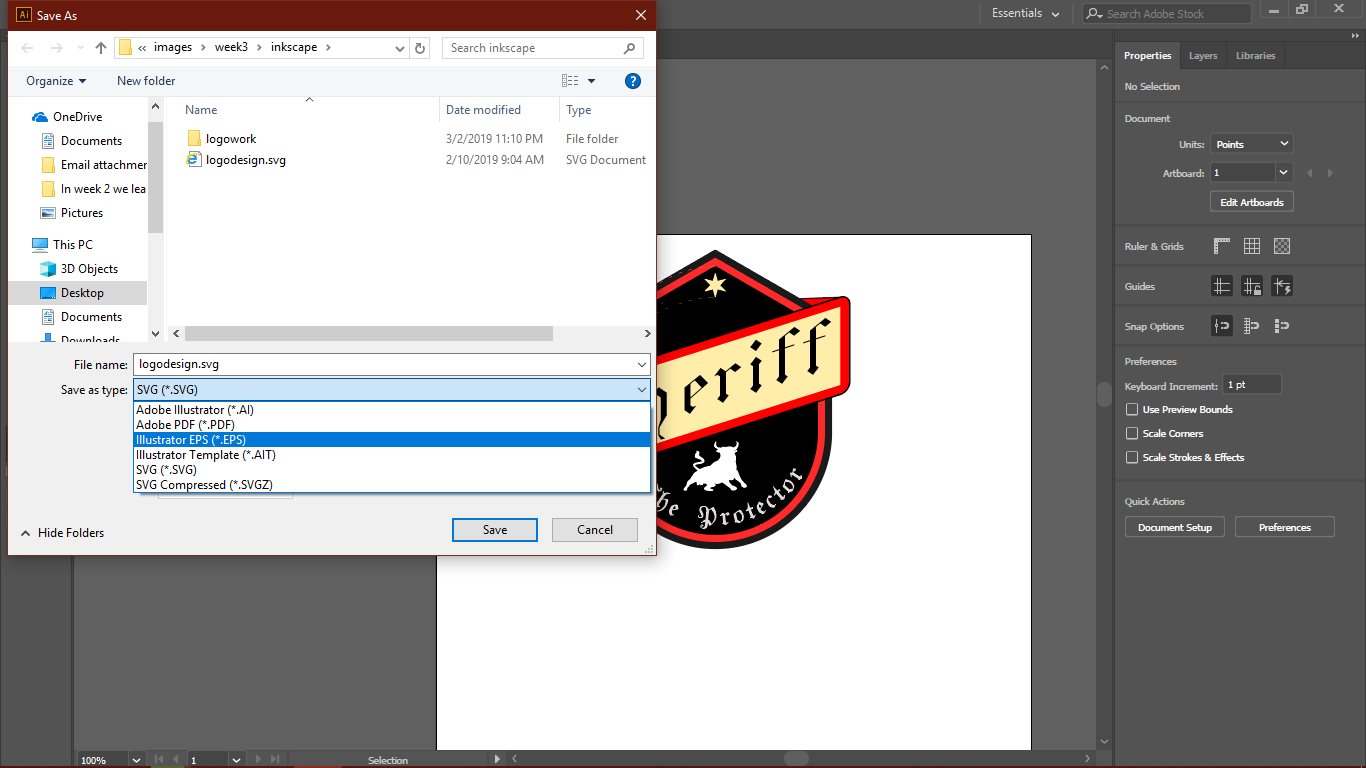 Ai Save As
Essentials
Search Adobe Stock
« images > week3 > inkscape >
Search inkscape
Organize
New folder
?
Properties
Layers
Libraries
No Selection
Document
Units: Points
Artboard: 1
Edit Artboards
Ruler & Grids
Guides
Snap Options
Preferences
Keyboard Increment: 1 pt
Use Preview Bounds
Scale Corners
Scale Strokes & Effects
Quick Actions
Document Setup
Preferences
OneDrive
Documents
Email attachmer
In week 2 we lea
Pictures
This PC
3D Objects
Desktop
Documents
Downloads
Name
Date modified
Type
logowork
3/2/2019 11:10 PM
File folder
logodesign.svg
2/10/2019 9:04 AM
SVG Document
File name: logodesign.svg
Save as type: SVG (*.SVG)
Adobe Illustrator (*.AI)
Adobe PDF (*.PDF)
Illustrator EPS (*.EPS)
Illustrator Template (*.AIT)
SVG (*.SVG)
SVG Compressed (*.SVGZ)
Hide Folders
Save
Cancel
eriff
he Protector
100%
1
Selection